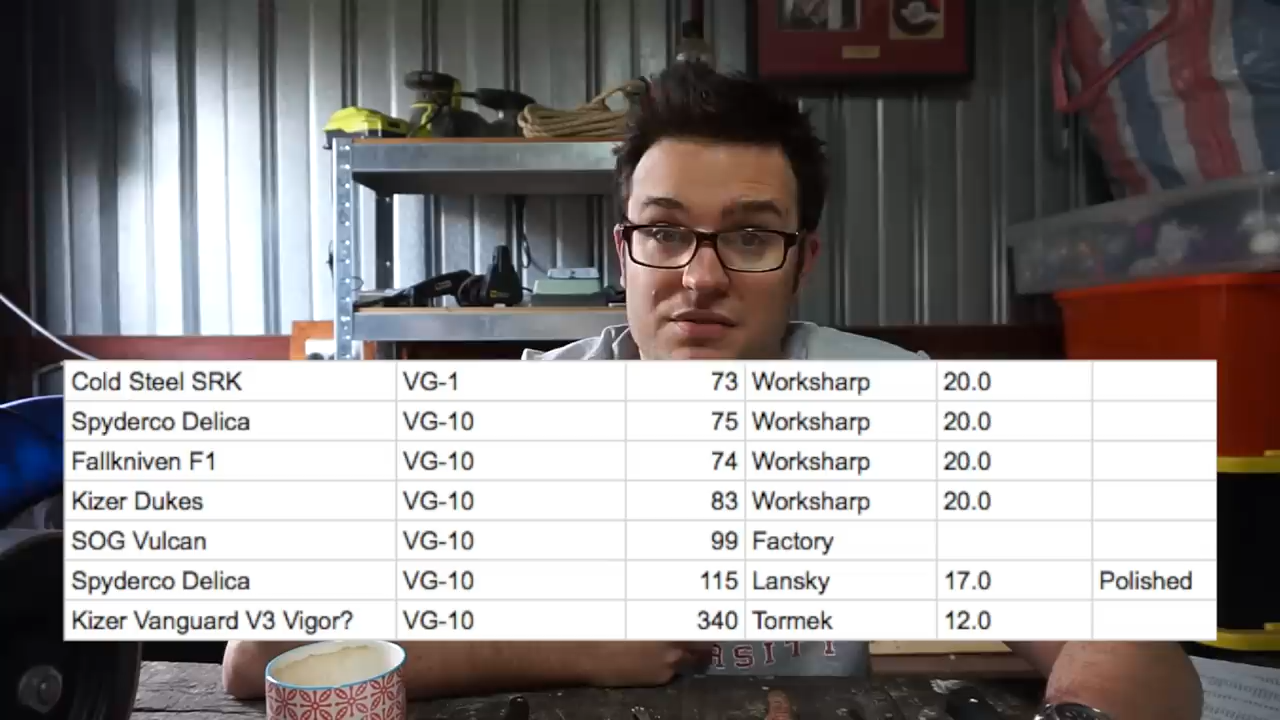 Cold Steel SRK VG-1 73 Worksharp 20.0
Spyderco Delica VG-10 75 Worksharp 20.0
Fallkniven F1 VG-10 74 Worksharp 20.0
Kizer Dukes VG-10 83 Worksharp 20.0
SOG Vulcan VG-10 99 Factory
Spyderco Delica VG-10 115 Lansky 17.0 Polished
Kizer Vanguard V3 Vigor? VG-10 340 Tormek 12.0